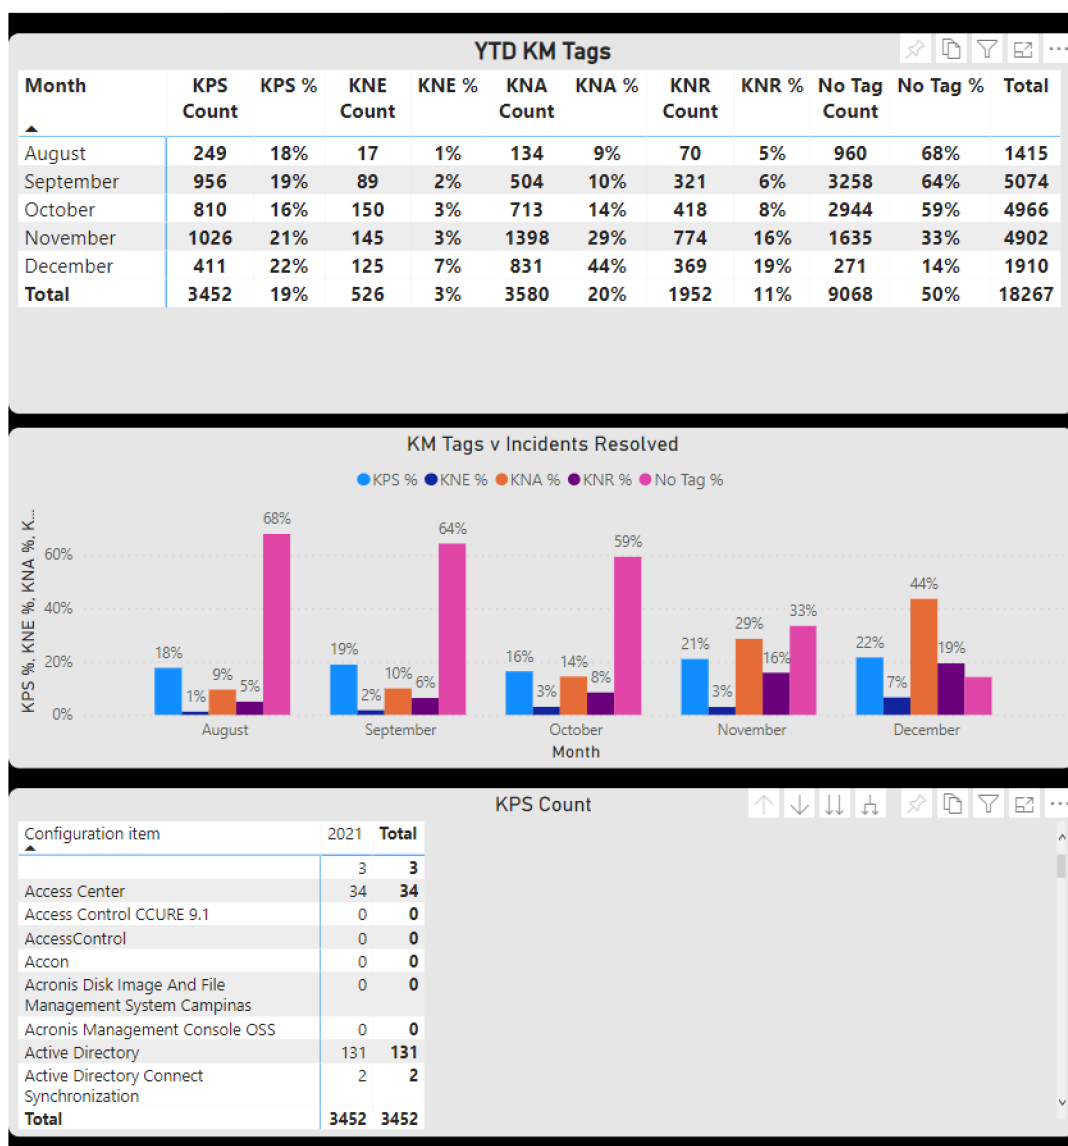 YTD KM Tags
Month KPS Count KPS % KNE Count KNE % KNA Count KNA % KNR Count KNR % No Tag Count No Tag % Total
August 249 18% 17 1% 134 9% 70 5% 960 68% 1415
September 956 19% 89 2% 504 10% 321 6% 3258 64% 5074
October 810 16% 150 3% 713 14% 418 8% 2944 59% 4966
November 1026 21% 145 3% 1398 29% 774 16% 1635 33% 4902
December 411 22% 125 7% 831 44% 369 19% 271 14% 1910
Total 3452 19% 526 3% 3580 20% 1952 11% 9068 50% 18267
KM Tags v Incidents Resolved
KPS % KNE % KNA % KNR % No Tag %
KPS %, KNE %, KNA %, K...
60%
40%
20%
0%
18% 1% 9% 5% 68%
19% 2% 10% 6% 64%
16% 3% 14% 8% 59%
21% 3% 29% 16% 33%
22% 7% 44% 19%
August September October November December
Month
KPS Count
Configuration item 2021 Total
3 3
Access Center 34 34
Access Control CCURE 9.1 0 0
AccessControl 0 0
Accon 0 0
Acronis Disk Image And File 0 0
Management System Campinas
Acronis Management Console OSS 0 0
Active Directory 131 131
Active Directory Connect 2 2
Synchronization
Total 3452 3452